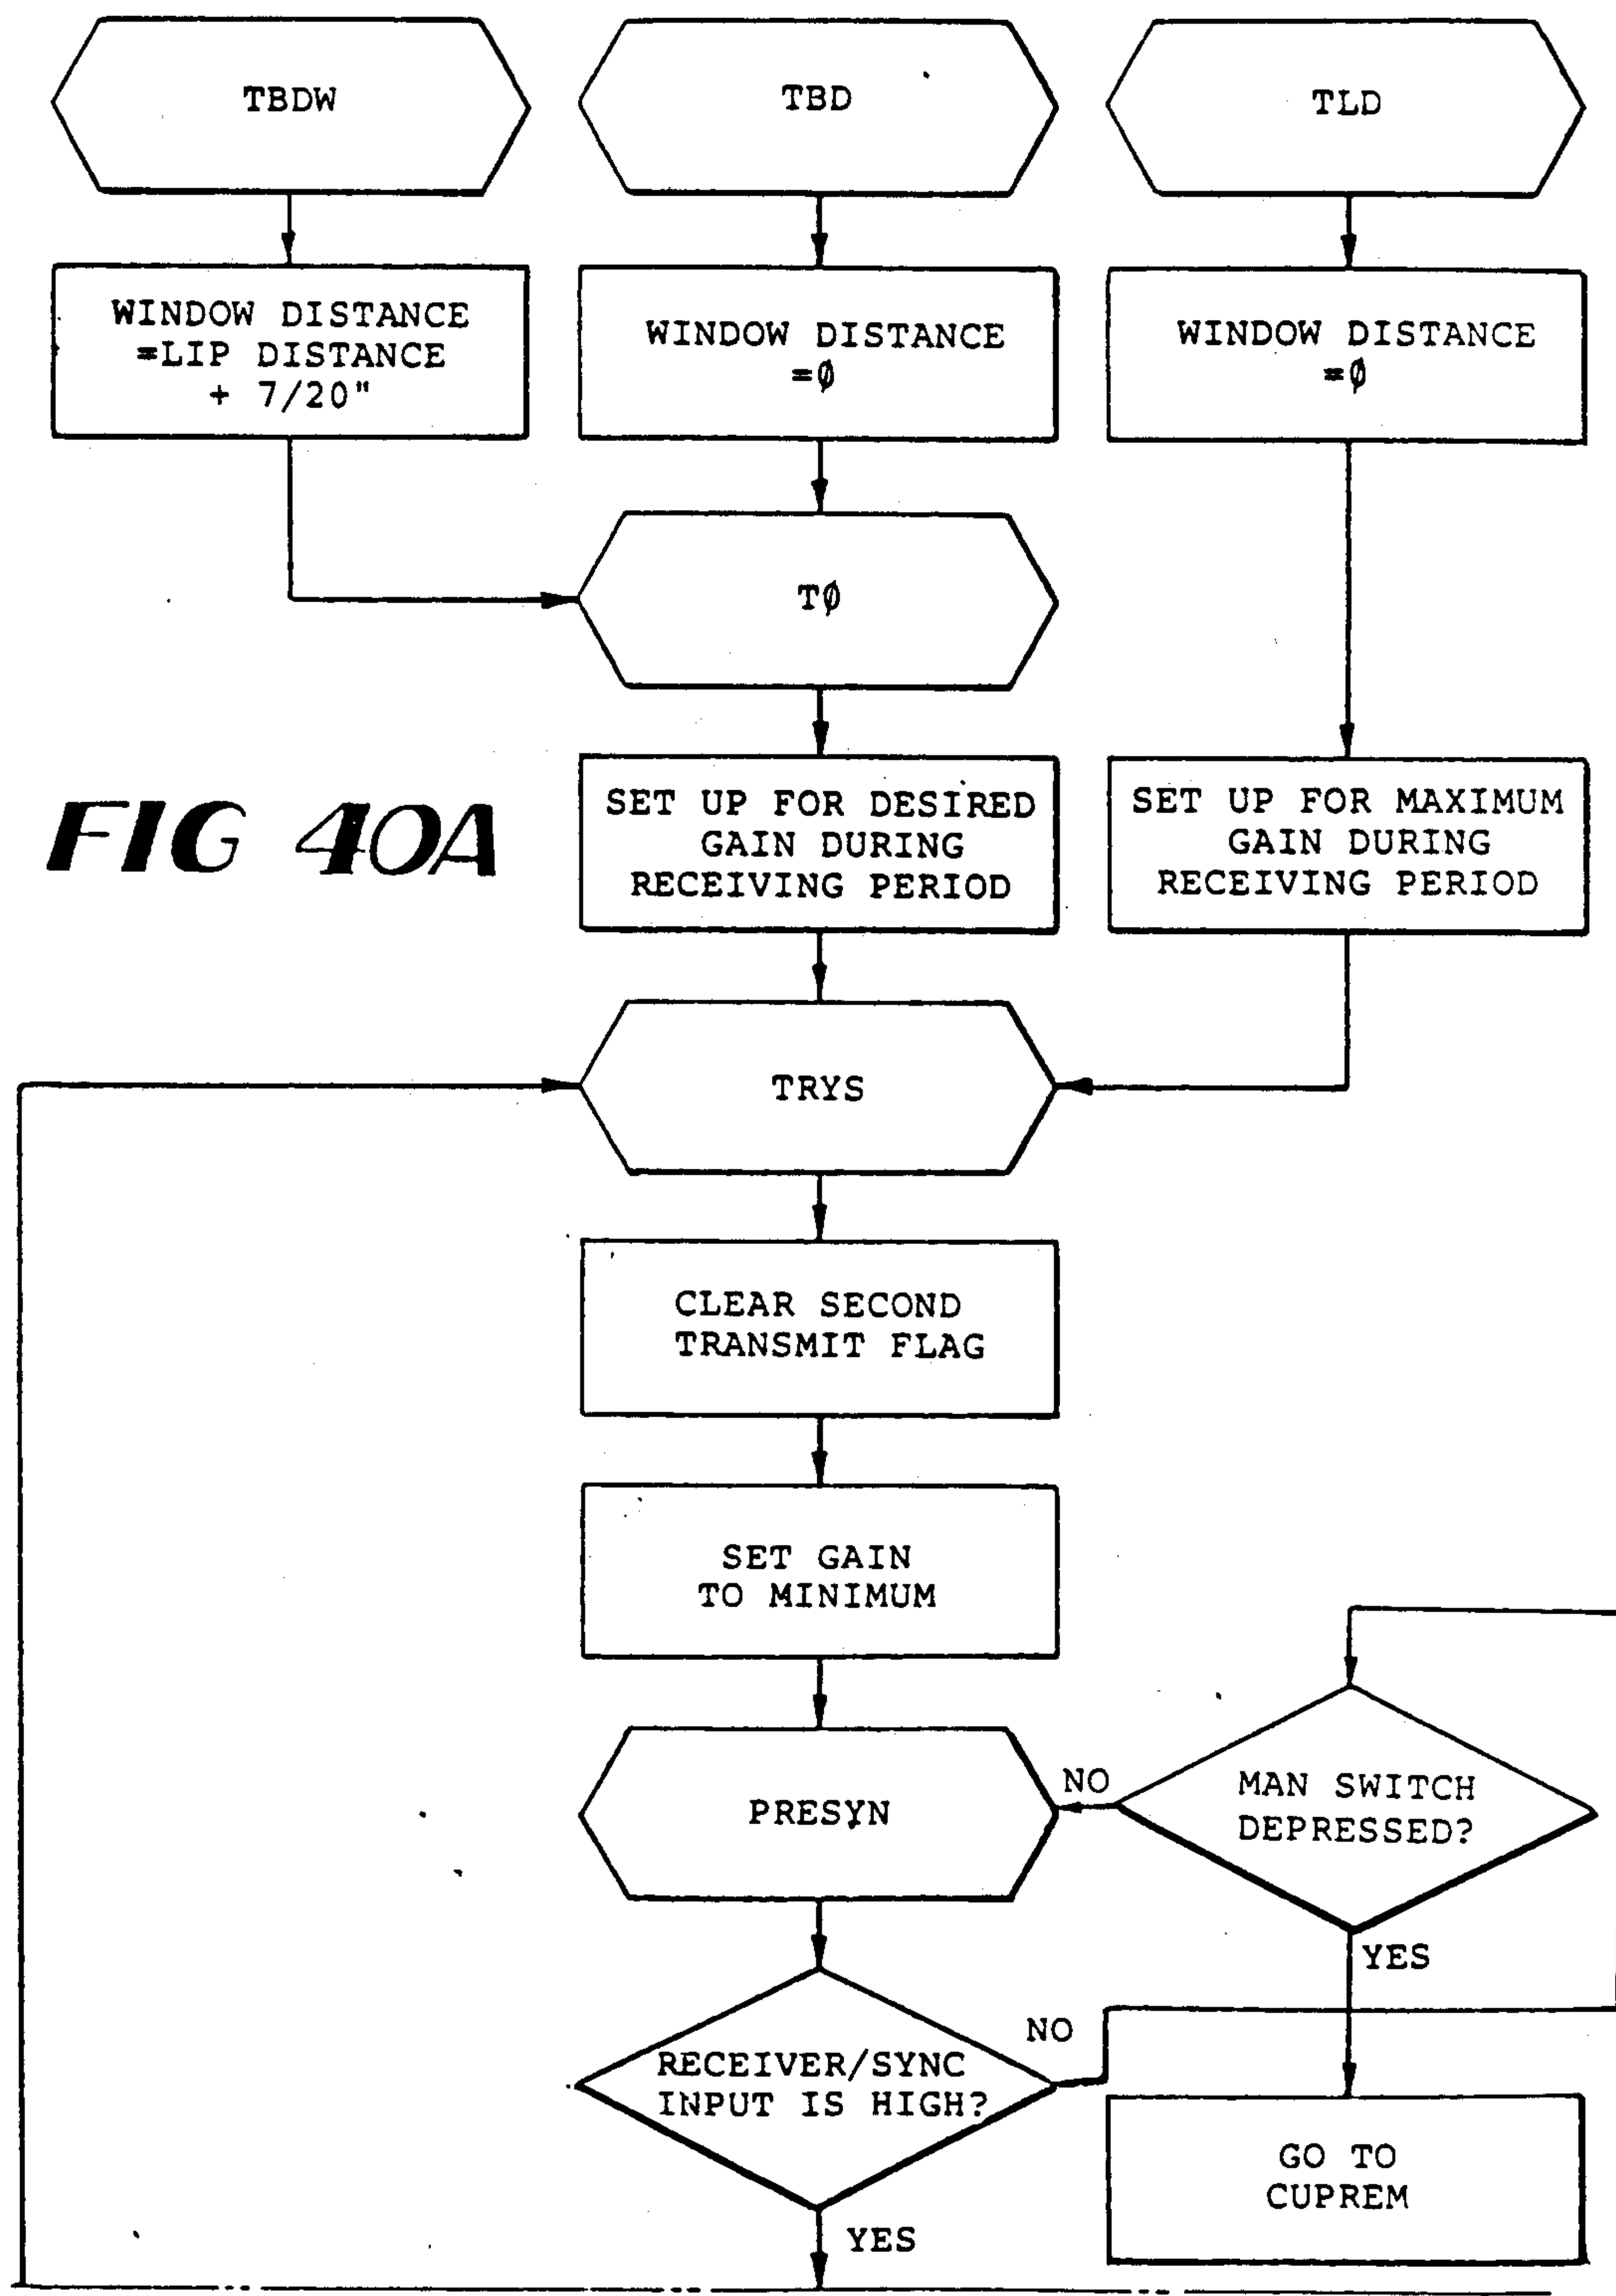 TBDW
TBD
TLD
WINDOW DISTANCE
=LIP DISTANCE
+ 7/20"
WINDOW DISTANCE
=Ø
WINDOW DISTANCE
=Ø
TØ
FIG 40A
SET UP FOR DESIRED
GAIN DURING
RECEIVING PERIOD
SET UP FOR MAXIMUM
GAIN DURING
RECEIVING PERIOD
TRYS
CLEAR SECOND
TRANSMIT FLAG
SET GAIN
TO MINIMUM
PRESYN
NO
MAN SWITCH
DEPRESSED?
YES
NO
RECEIVER/SYNC
INPUT IS HIGH?
GO TO
CUPREM
YES